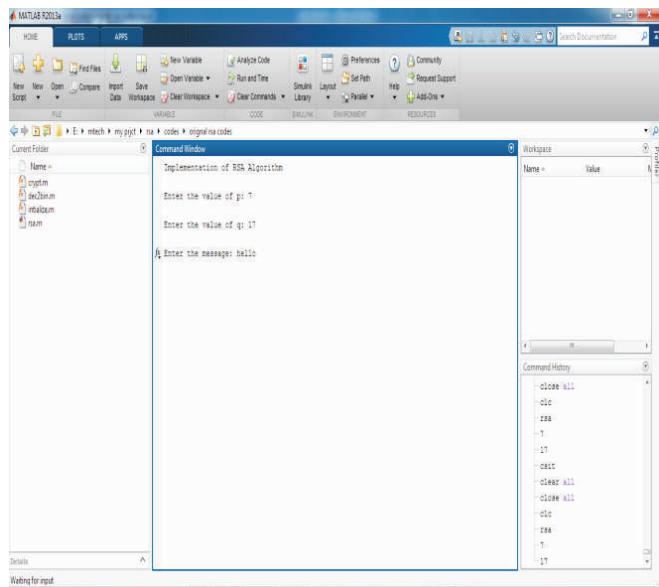 MATLAB R2013a
HOME PLOTS APPS
Search Documentation
New Script
New
Open
Find Files
Compare
Import Data
Save Workspace
New Variable
Open Variable
Clear Workspace
Analyze Code
Run and Time
Clear Commands
Simulink Library
Layout
Preferences
Set Path
Parallel
Help
Community
Request Support
Add-Ons
FILE VARIABLE CODE SIMULINK ENVIRONMENT RESOURCES
E: mtech my prjct rsa codes orignal rsa codes
Current Folder
Name
crypt.m
dec2bin.m
intialize.m
rsa.m
Details
Command Window
Implementation of RSA Algorithm
Enter the value of p: 7
Enter the value of q: 17
fx Enter the message: hello
Workspace
Name Value
Command History
close all
clc
rsa
7
17
csit
clear all
close all
clc
rsa
7
17
Waiting for input